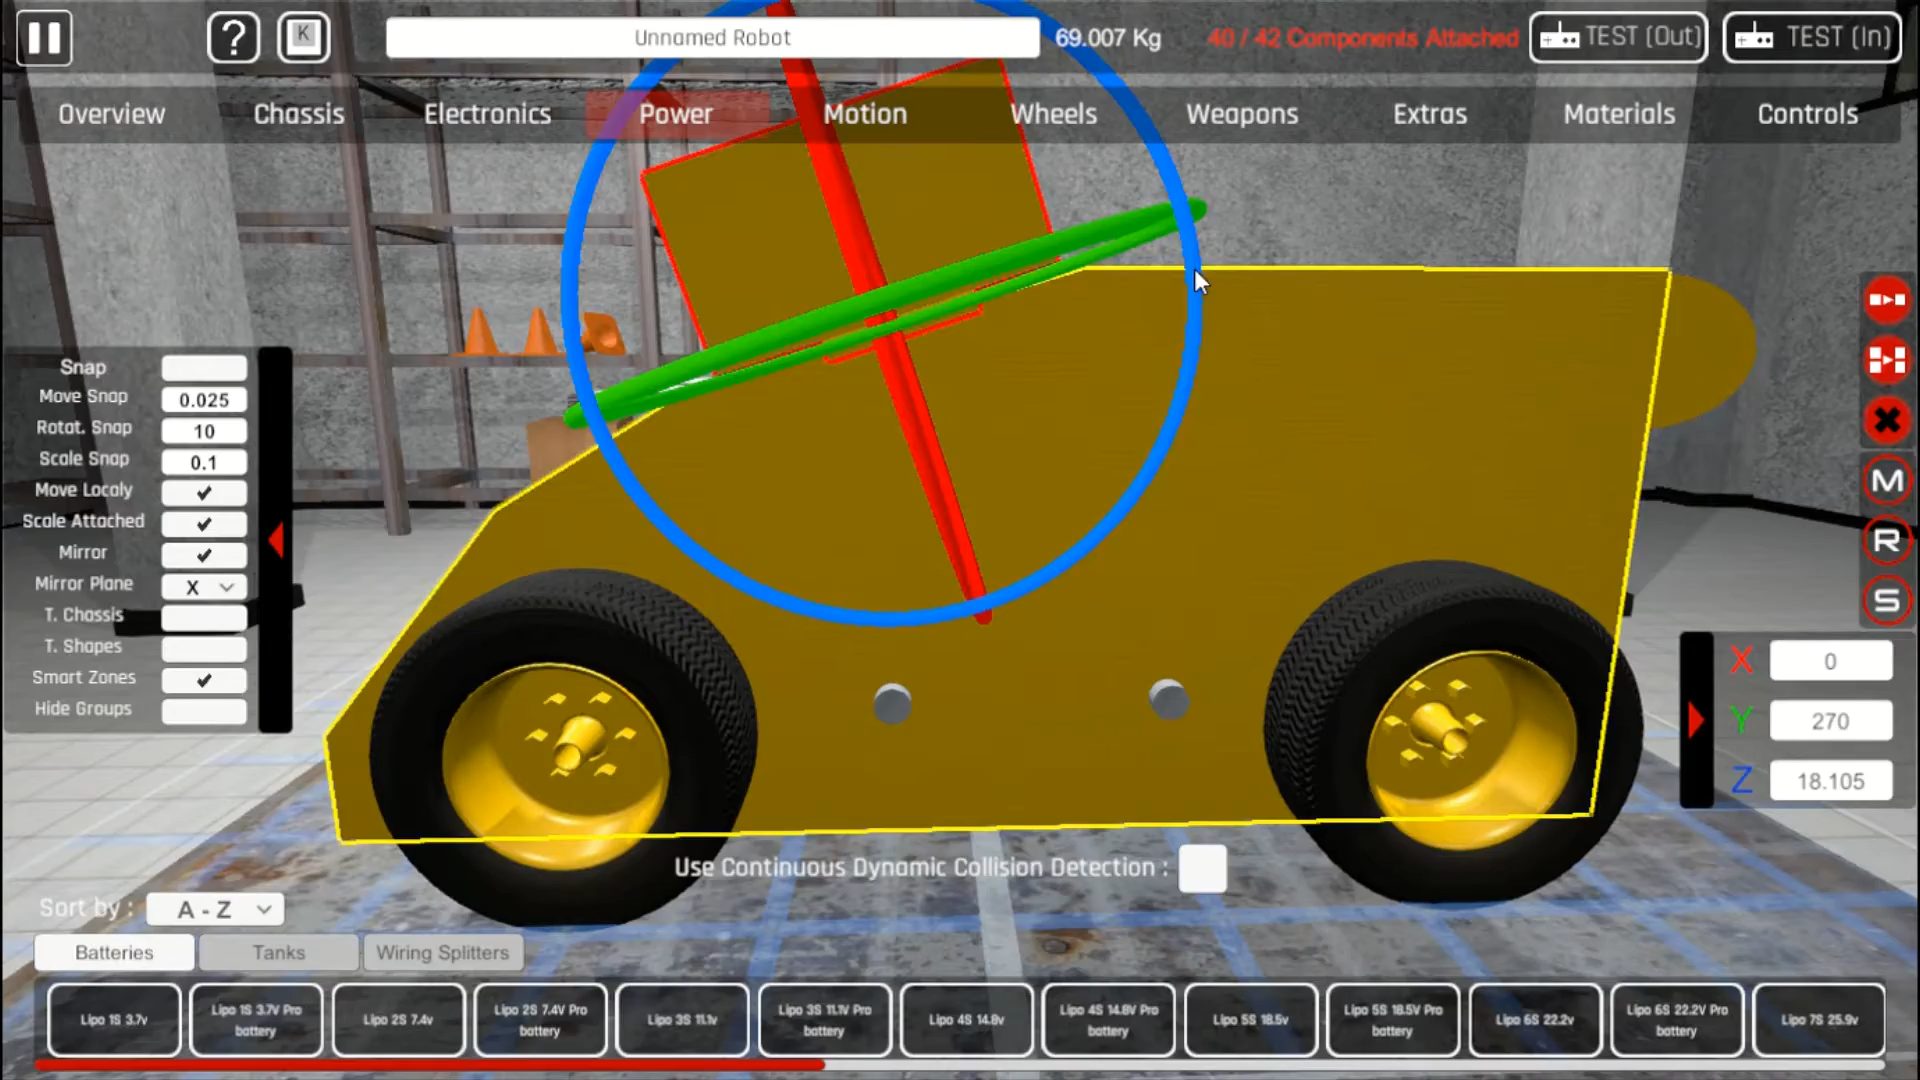 ?
K
Unnamed Robot
69.007 Kg
40 / 42 Components Attached
TEST (Out)
TEST (In)
Overview
Chassis
Electronics
Power
Motion
Wheels
Weapons
Extras
Materials
Controls
Snap
Move Snap 0.025
Rotat. Snap 10
Scale Snap 0.1
Move Localy
Scale Attached
Mirror
Mirror Plane X
T. Chassis
T. Shapes
Smart Zones
Hide Groups
M
R
S
X 0
Y 270
Z 18.105
Use Continuous Dynamic Collision Detection :
Sort by : A - Z
Batteries
Tanks
Wiring Splitters
Lipo 1S 3.7v
Lipo 1S 3.7V Pro
battery
Lipo 2S 7.4v
Lipo 2S 7.4V Pro
battery
Lipo 3S 11.1v
Lipo 3S 11.1V Pro
battery
Lipo 4S 14.8v
Lipo 4S 14.8V Pro
battery
Lipo 5S 18.5v
Lipo 5S 18.5V Pro
battery
Lipo 6S 22.2v
Lipo 6S 22.2V Pro
battery
Lipo 7S 25.9v